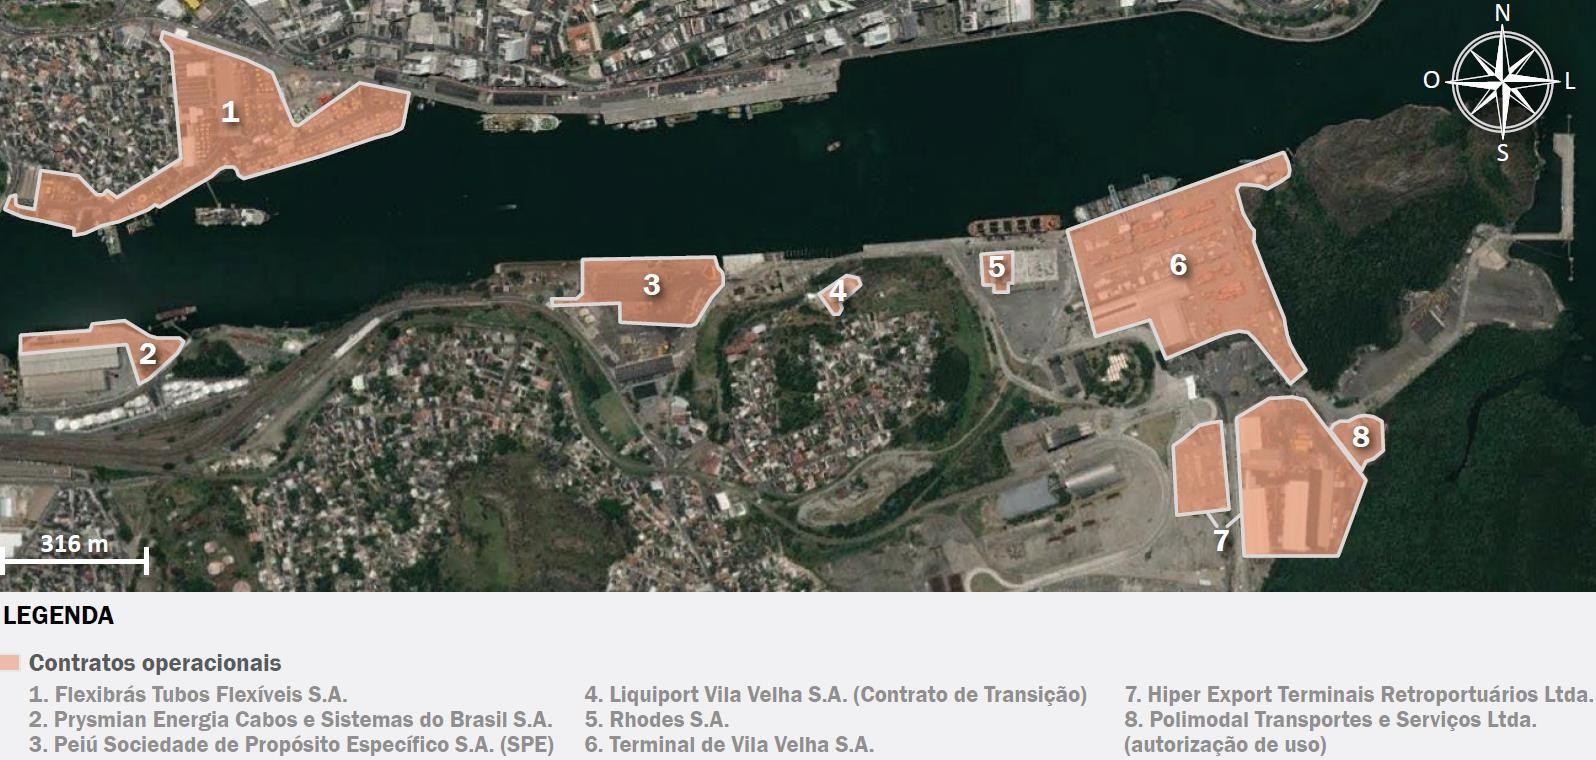 N
O
L
S
1
2
3
4
5
6
7
8
316 m
LEGENDA
Contratos operacionais
1. Flexibrás Tubos Flexíveis S.A.
2. Prysmian Energia Cabos e Sistemas do Brasil S.A.
3. Peiú Sociedade de Propósito Específico S.A. (SPE)
4. Liquiport Vila Velha S.A. (Contrato de Transição)
5. Rhodes S.A.
6. Terminal de Vila Velha S.A.
7. Hiper Export Terminais Retroportuários Ltda.
8. Polimodal Transportes e Serviços Ltda.
(autorização de uso)